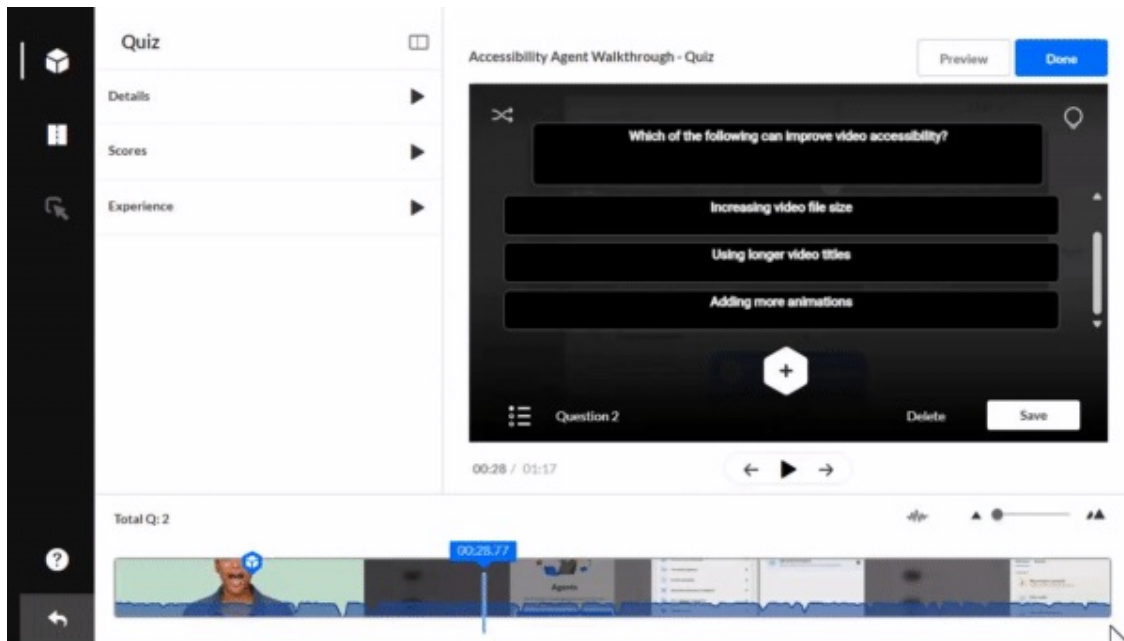 Quiz
Accessibility Agent Walkthrough - Quiz
Preview
Done
Details
Scores
Experience
Which of the following can improve video accessibility?
Increasing video file size
Using longer video titles
Adding more animations
+
Question 2
Delete
Save
00:28 / 01:17
Total Q: 2
00:28.77
?
Agents